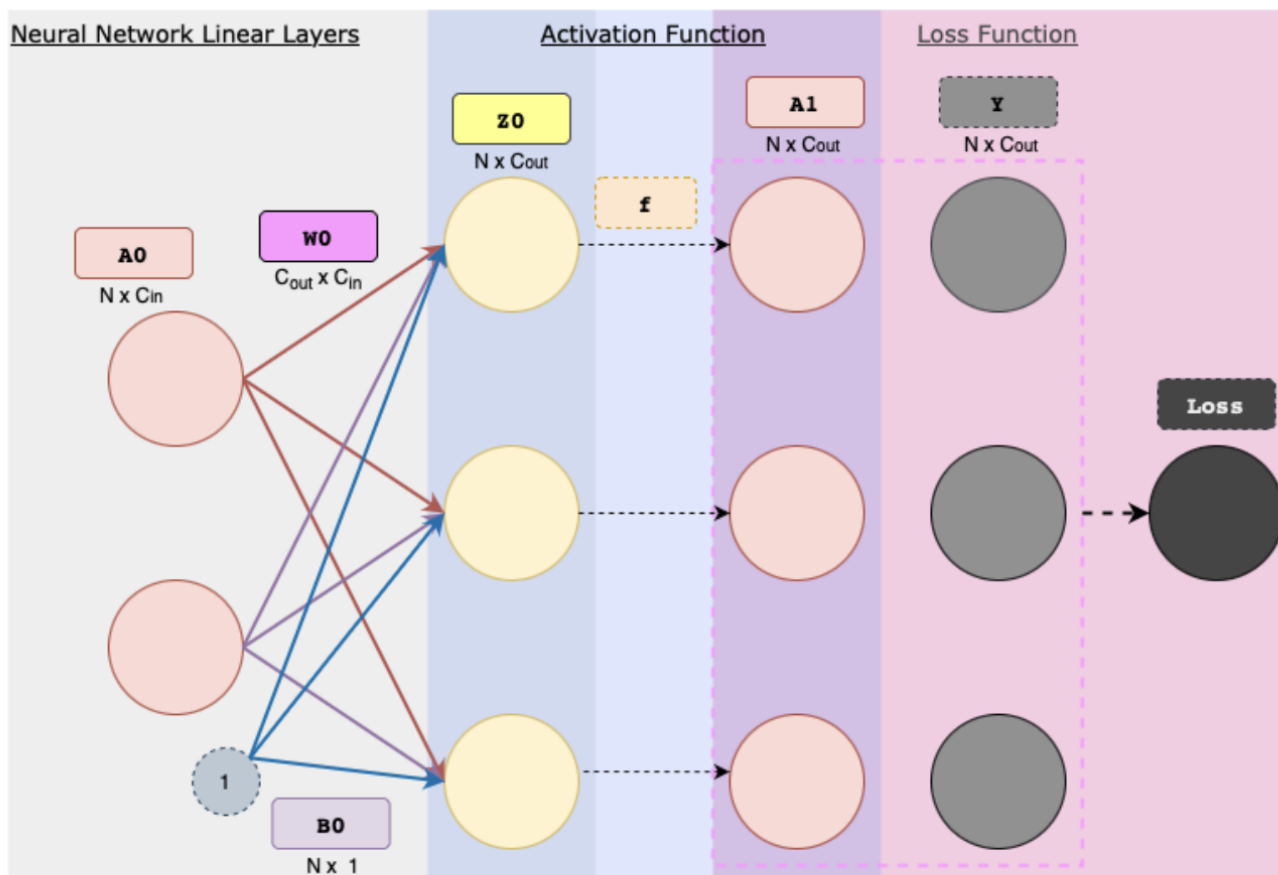 Neural Network Linear Layers
Activation Function
Loss Function
A0
N x Cin
W0
Cout x Cin
Z0
N x Cout
f
A1
N x Cout
Y
N x Cout
Loss
1
B0
N x 1